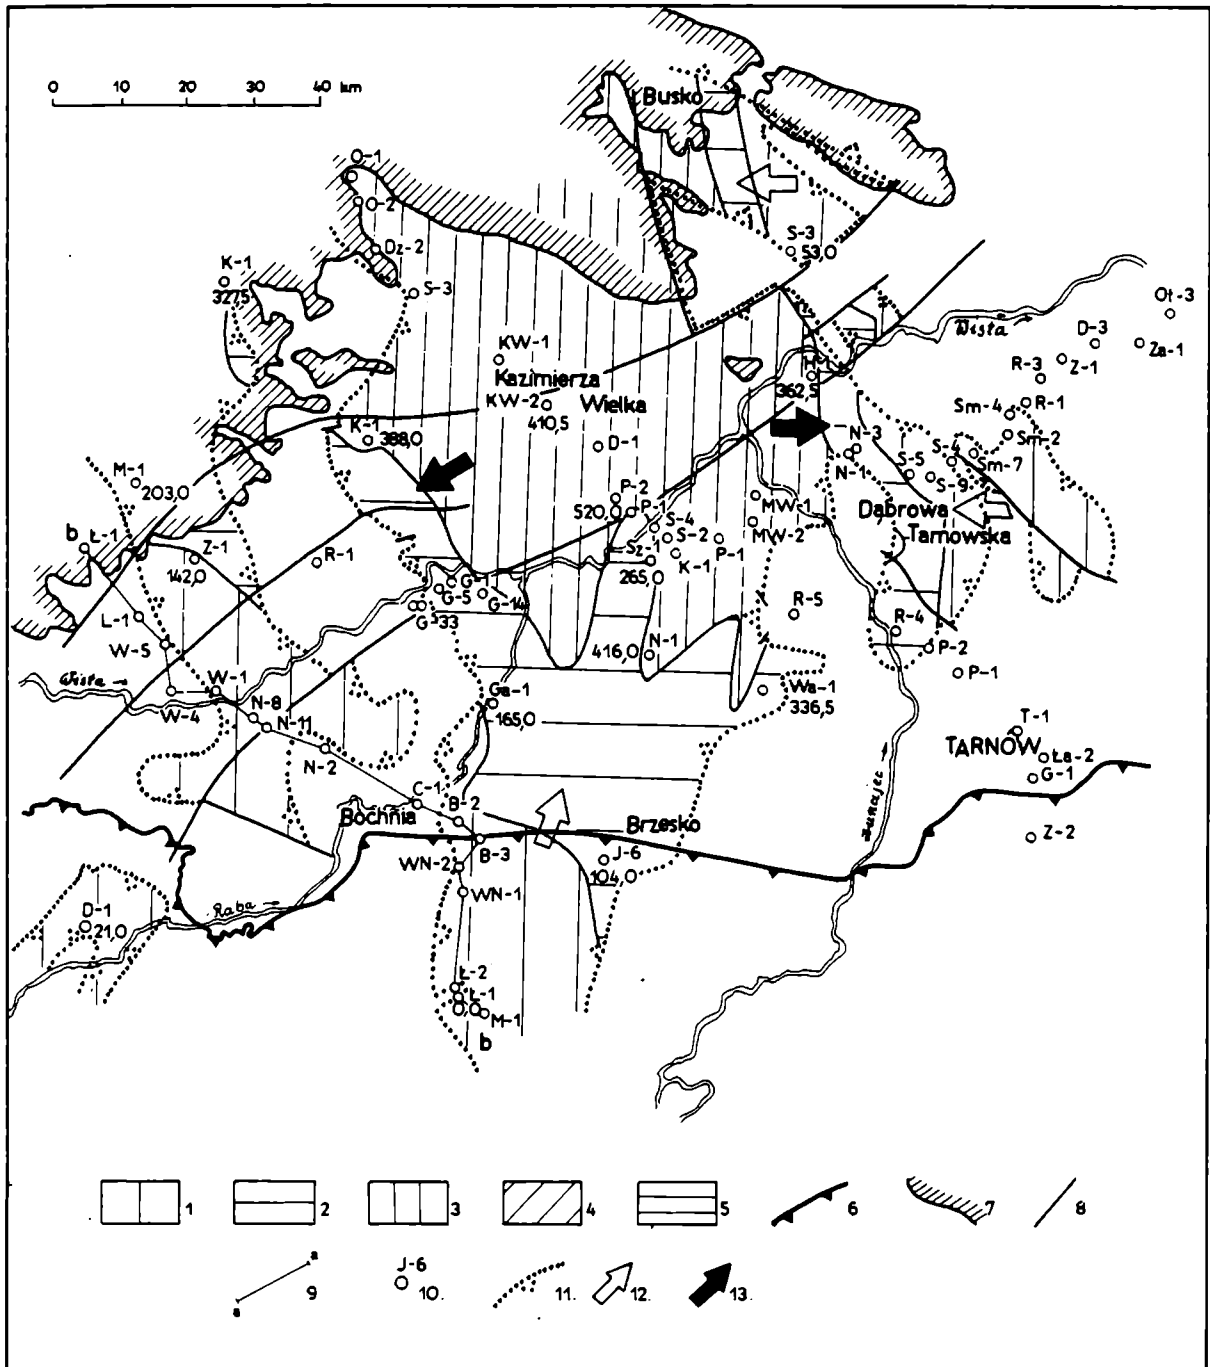 0 10 20 30 40 km
Busko
O-1
O-2
Dz-2
S-3
53,0
K-1
327,5
S-3
Wisła →
Oł-3
D-3
Za-1
Z-1
R-3
KW-1
Kazimierza
Wielka
KW-2
410,5
362,5
R-1
Sm-4
Sm-2
K-1
388,0
D-1
N-3
N-1
S-4
Sm-7
S-5
S-9
M-1
203,0
P-2
P-1
520
MW-1
Dąbrowa
Tarnowska
b
Ł-1
Z-1
142,0
R-1
S-4
S-2
MW-2
Sz-1
P-1
K-1
265,0
G-1
G-5
G-14
G-33
L-1
R-5
R-4
W-5
N-1
416,0
P-2
P-1
Wisła →
W-1
W-4
Wa-1
336,5
Ga-1
165,0
N-8
N-11
N-2
T-1
TARNÓW
Ła-2
G-1
C-1
Bochnia
B-2
Brzesko
Dunajec →
B-3
Z-2
WN-2
J-6
104,0
WN-1
Raba →
D-1
21,0
Ł-2
Ł-1
0,0
M-1
b
1 2 3 4 5 6 7 8
a
a
9
J-6
10.
11.
12.
13.